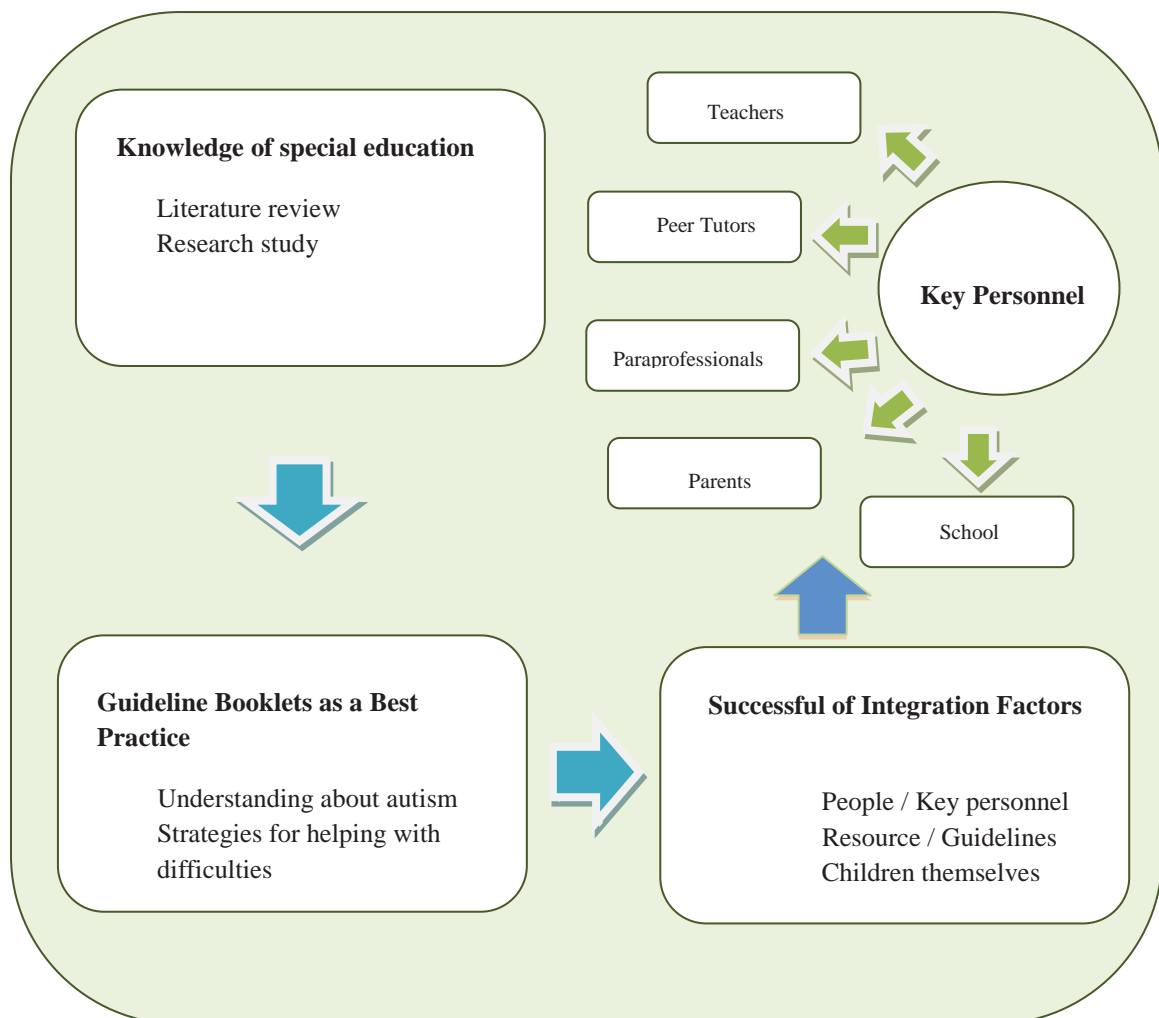 Knowledge of special education
Literature review
Research study
Teachers
Peer Tutors
Key Personnel
Paraprofessionals
Parents
School
Guideline Booklets as a Best
Practice
Understanding about autism
Strategies for helping with
difficulties
Successful of Integration Factors
People / Key personnel
Resource / Guidelines
Children themselves